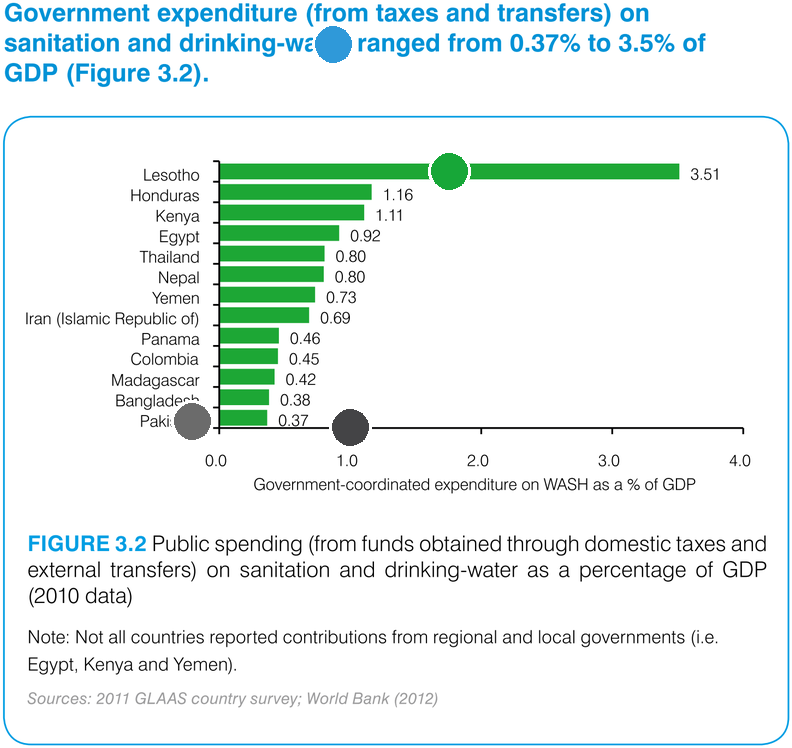 Government expenditure (from taxes and transfers) on
sanitation and ranged from 0.37% to 3.5% of
GDP (Figure 3.2).
Lesotho 3.51
Honduras 1.16
Kenya 1.11
Egypt 0.92
Thailand 0.80
Nepal 0.80
Yemen 0.73
Iran (Islamic Republic of) 0.69
Panama 0.46
Colombia 0.45
Madagascar 0.42
Bangladesh 0.38
0.37
0.0 1.0 2.0 3.0 4.0
Government-coordinated expenditure on WASH as a % of GDP
FIGURE 3.2 Public spending (from funds obtained through domestic taxes and
external transfers) on sanitation and drinking-water as a percentage of GDP
(2010 data)
Note: Not all countries reported contributions from regional and local governments (i.e.
Egypt, Kenya and Yemen).
Sources: 2011 GLAAS country survey; World Bank (2012)